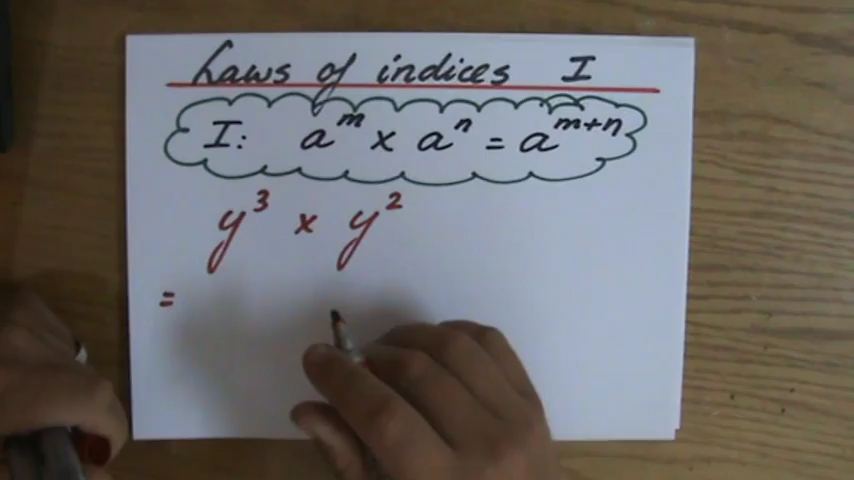 Laws of indices I
I: a^m × a^n = a^m+n
y^3 × y^2
=